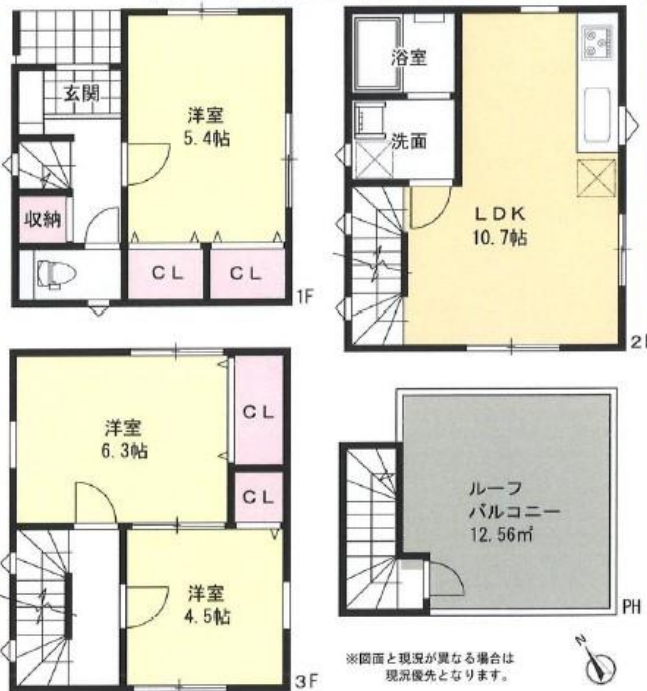 玄関
洋室
5.4帖
収納
CL
CL
1F
浴室
洗面
LDK
10.7帖
2F
洋室
6.3帖
CL
CL
洋室
4.5帖
3F
ルーフ
バルコニー
12.56㎡
PH
※図面と現況が異なる場合は
現況優先となります。
N